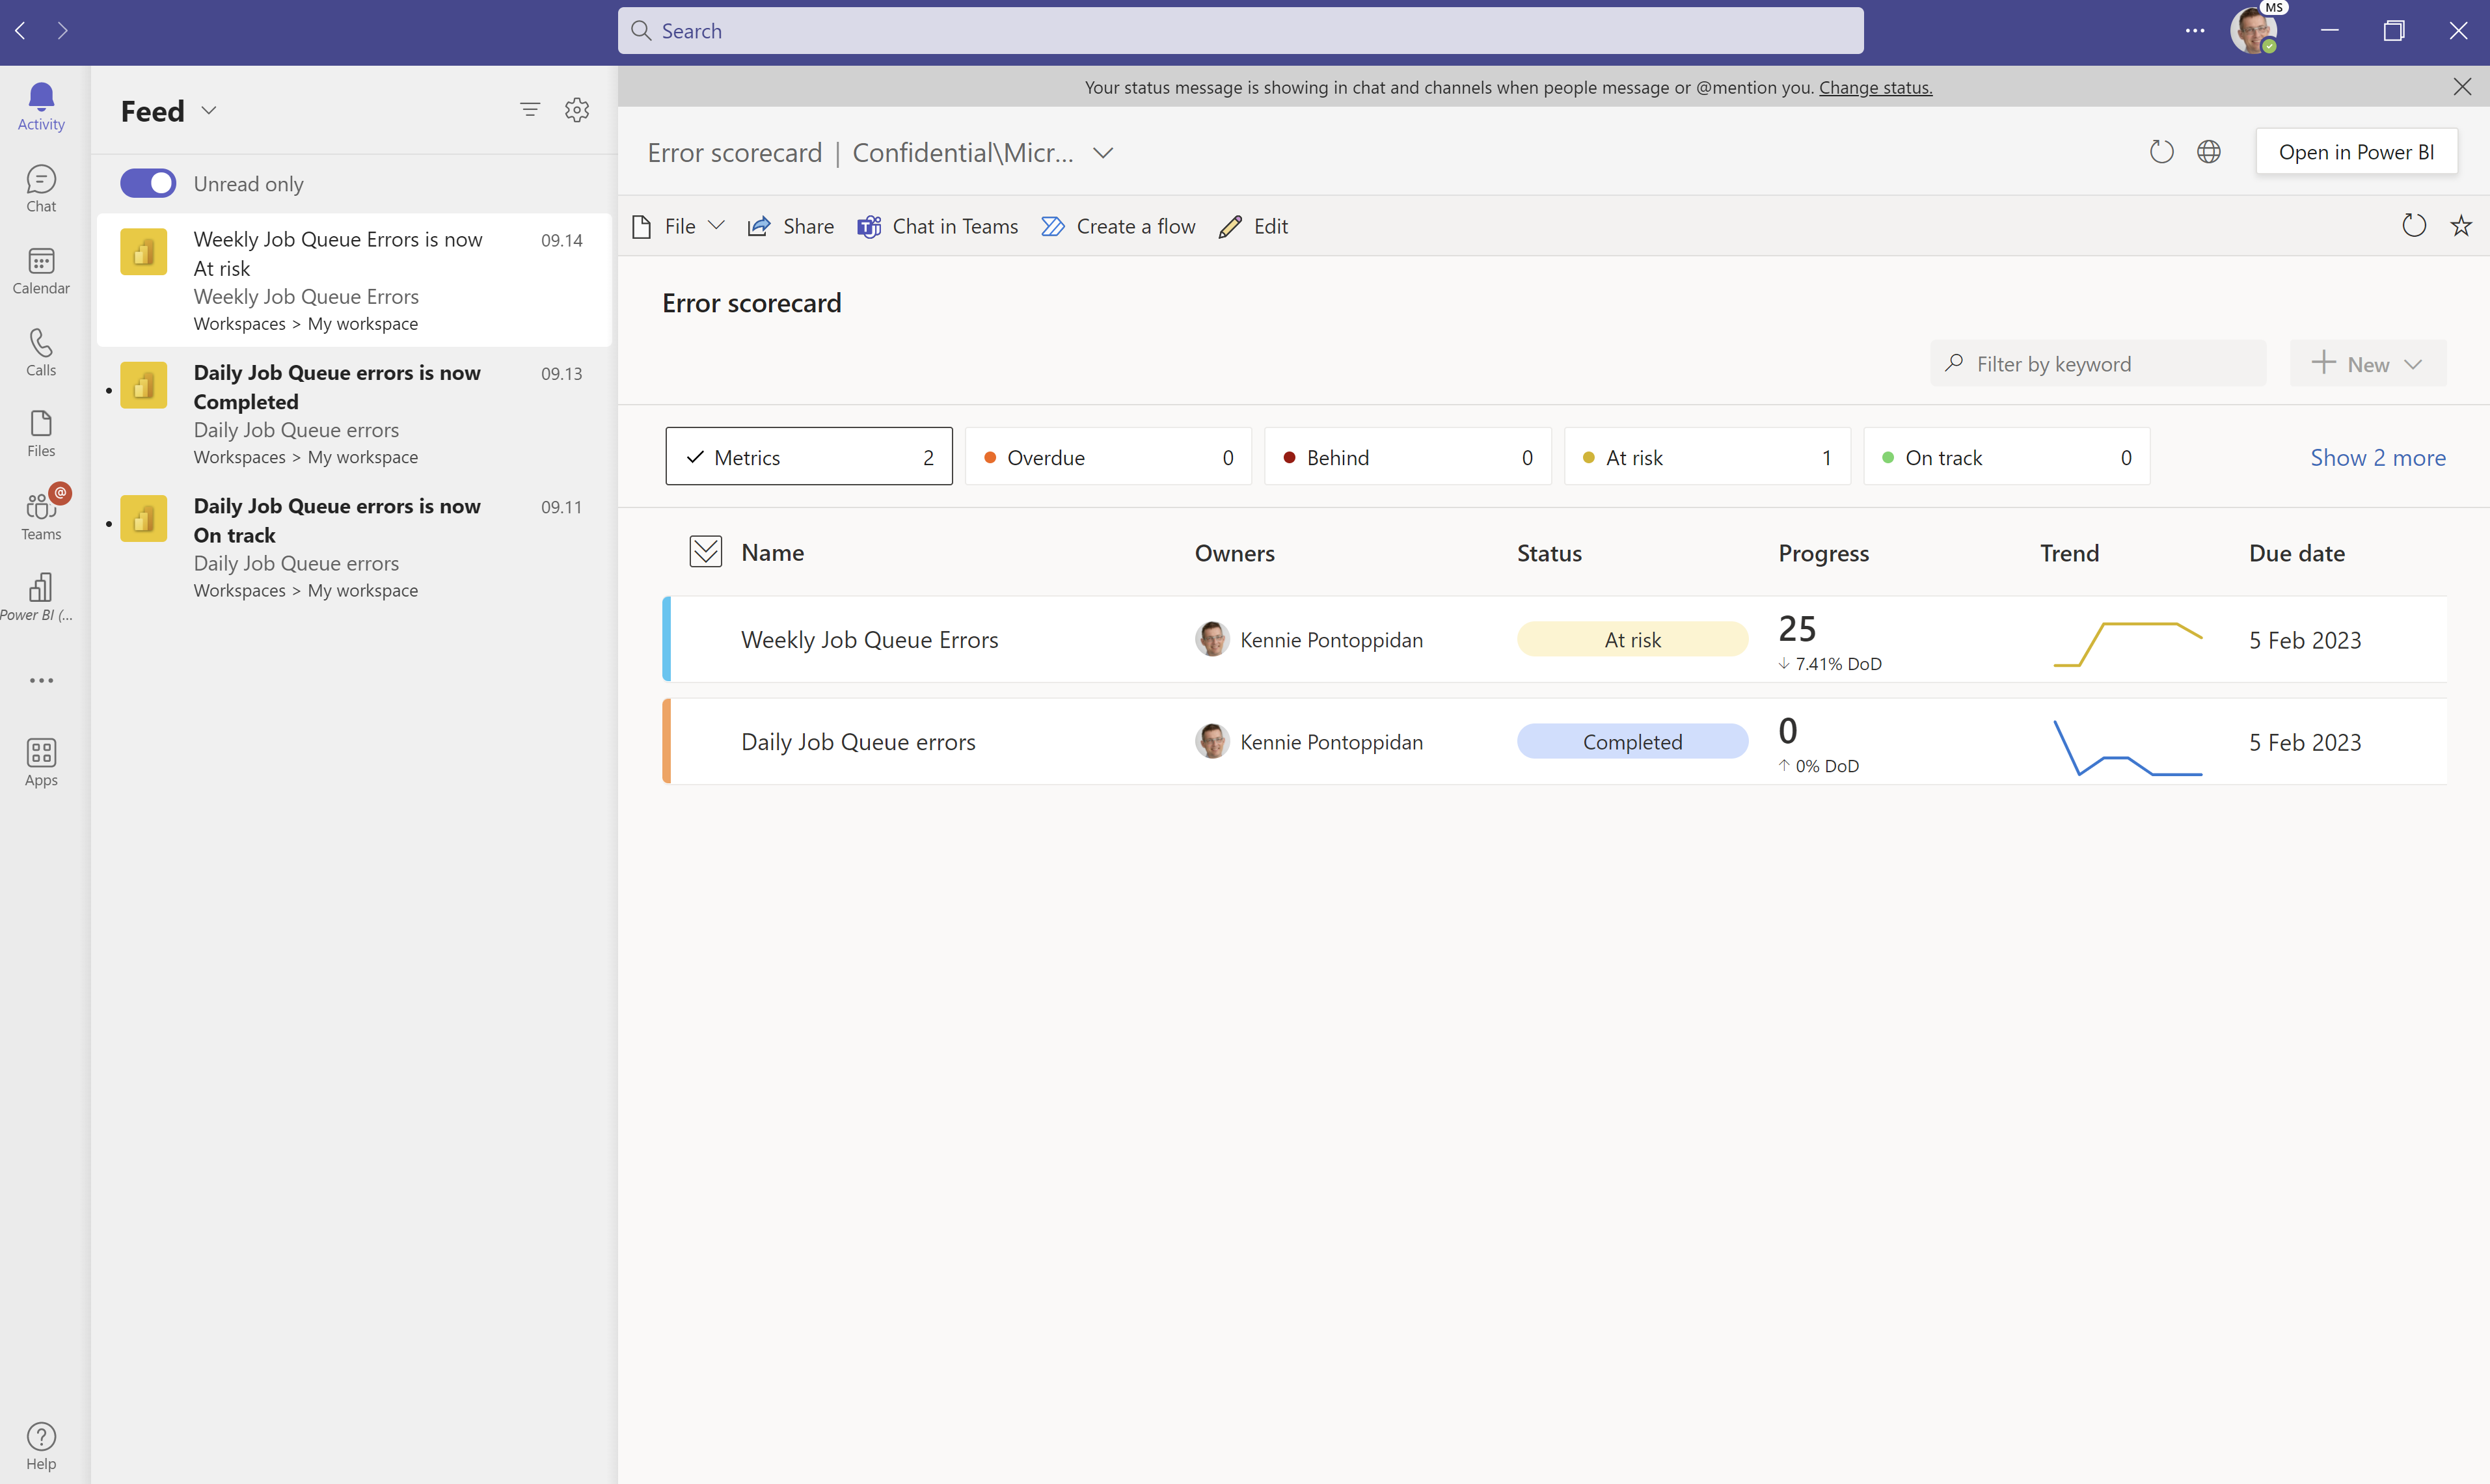 Search
MS
Activity
Chat
Calendar
Calls
Files
@
Teams
Power BI (...
Apps
Help
Feed
Unread only
Weekly Job Queue Errors is now 09.14
At risk
Weekly Job Queue Errors
Workspaces > My workspace
Daily Job Queue errors is now 09.13
Completed
Daily Job Queue errors
Workspaces > My workspace
Daily Job Queue errors is now 09.11
On track
Daily Job Queue errors
Workspaces > My workspace
Your status message is showing in chat and channels when people message or @mention you. Change status.
Error scorecard | Confidential\Micr... Open in Power BI
File Share Chat in Teams Create a flow Edit
Error scorecard
Filter by keyword New
Metrics 2 Overdue 0 Behind 0 At risk 1 On track 0 Show 2 more
Name Owners Status Progress Trend Due date
Weekly Job Queue Errors Kennie Pontoppidan At risk 25 5 Feb 2023
↓ 7.41% DoD
Daily Job Queue errors Kennie Pontoppidan Completed 0 5 Feb 2023
↑ 0% DoD